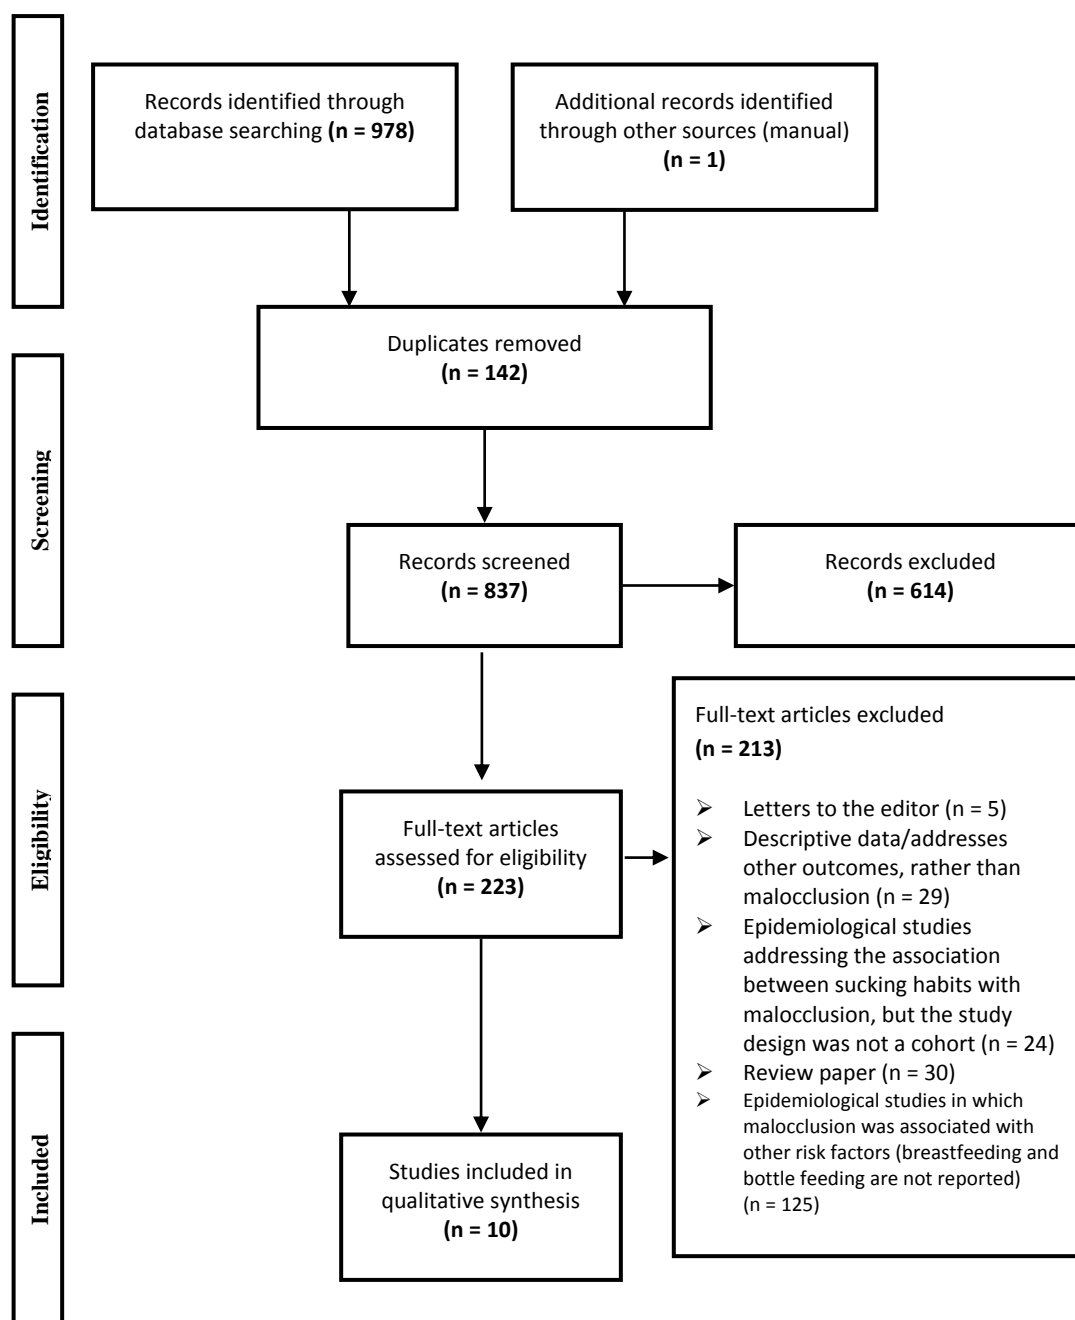 Identification
Records identified through
database searching (n = 978)
Additional records identified
through other sources (manual)
(n = 1)
Duplicates removed
(n = 142)
Screening
Records screened
(n = 837)
Records excluded
(n = 614)
Eligibility
Full-text articles
assessed for eligibility
(n = 223)
Full-text articles excluded
(n = 213)
Letters to the editor (n = 5)
Descriptive data/addresses
other outcomes, rather than
malocclusion (n = 29)
Epidemiological studies
addressing the association
between sucking habits with
malocclusion, but the study
design was not a cohort (n = 24)
Review paper (n = 30)
Epidemiological studies in which
malocclusion was associated with
other risk factors (breastfeeding and
bottle feeding are not reported)
(n = 125)
Included
Studies included in
qualitative synthesis
(n = 10)